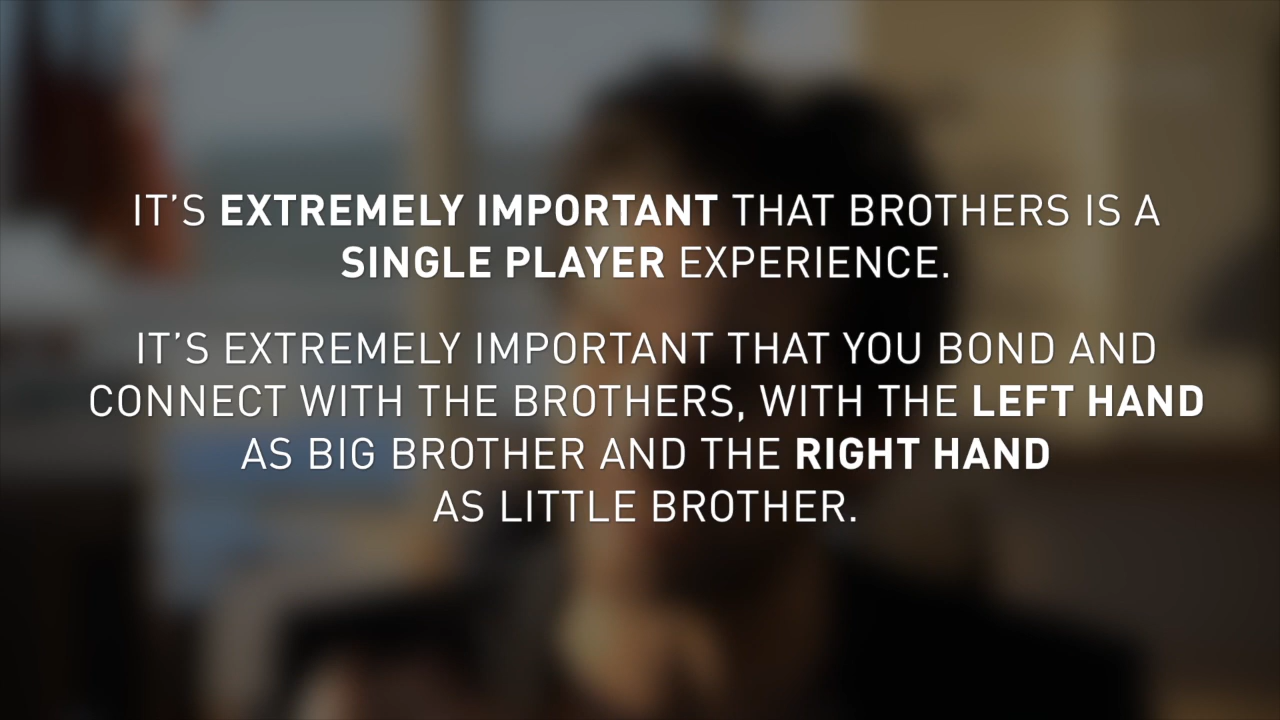 IT’S EXTREMELY IMPORTANT THAT BROTHERS IS A
SINGLE PLAYER EXPERIENCE.
IT’S EXTREMELY IMPORTANT THAT YOU BOND AND
CONNECT WITH THE BROTHERS, WITH THE LEFT HAND
AS BIG BROTHER AND THE RIGHT HAND
AS LITTLE BROTHER.